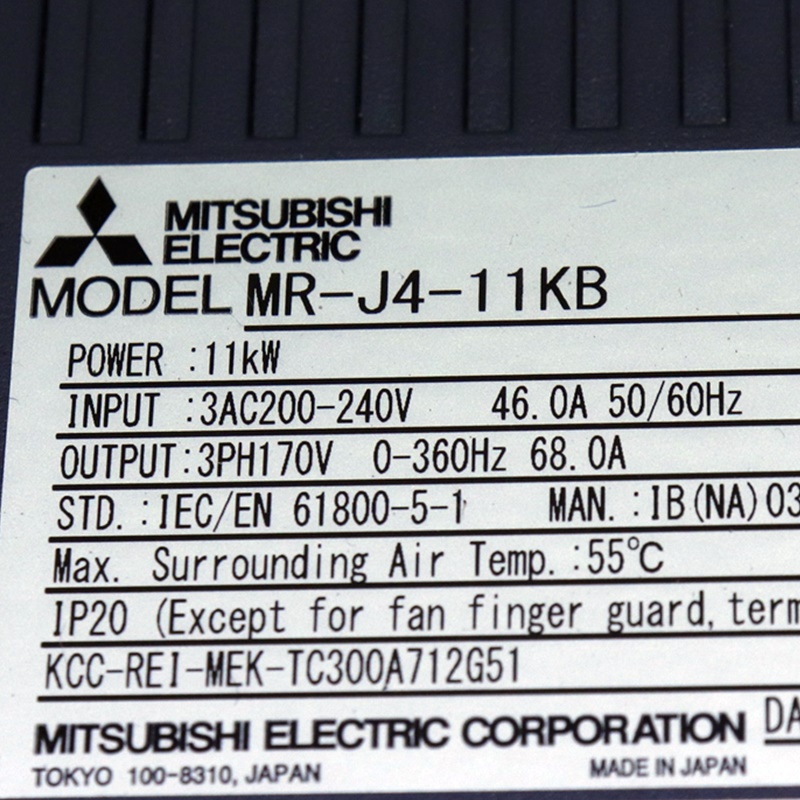 MITSUBISHI
ELECTRIC
MODEL MR-J4-11KB
POWER :11kW
INPUT :3AC200-240V 46.0A 50/60Hz
OUTPUT:3PH170V 0-360Hz 68.0A
STD.:IEC/EN 61800-5-1 MAN.:IB(NA)03
Max. Surrounding Air Temp.:55℃
IP20 (Except for fan finger guard,term
KCC-REI-MEK-TC300A712G51
MITSUBISHI ELECTRIC CORPORATION DA
TOKYO 100-8310, JAPAN MADE IN JAPAN